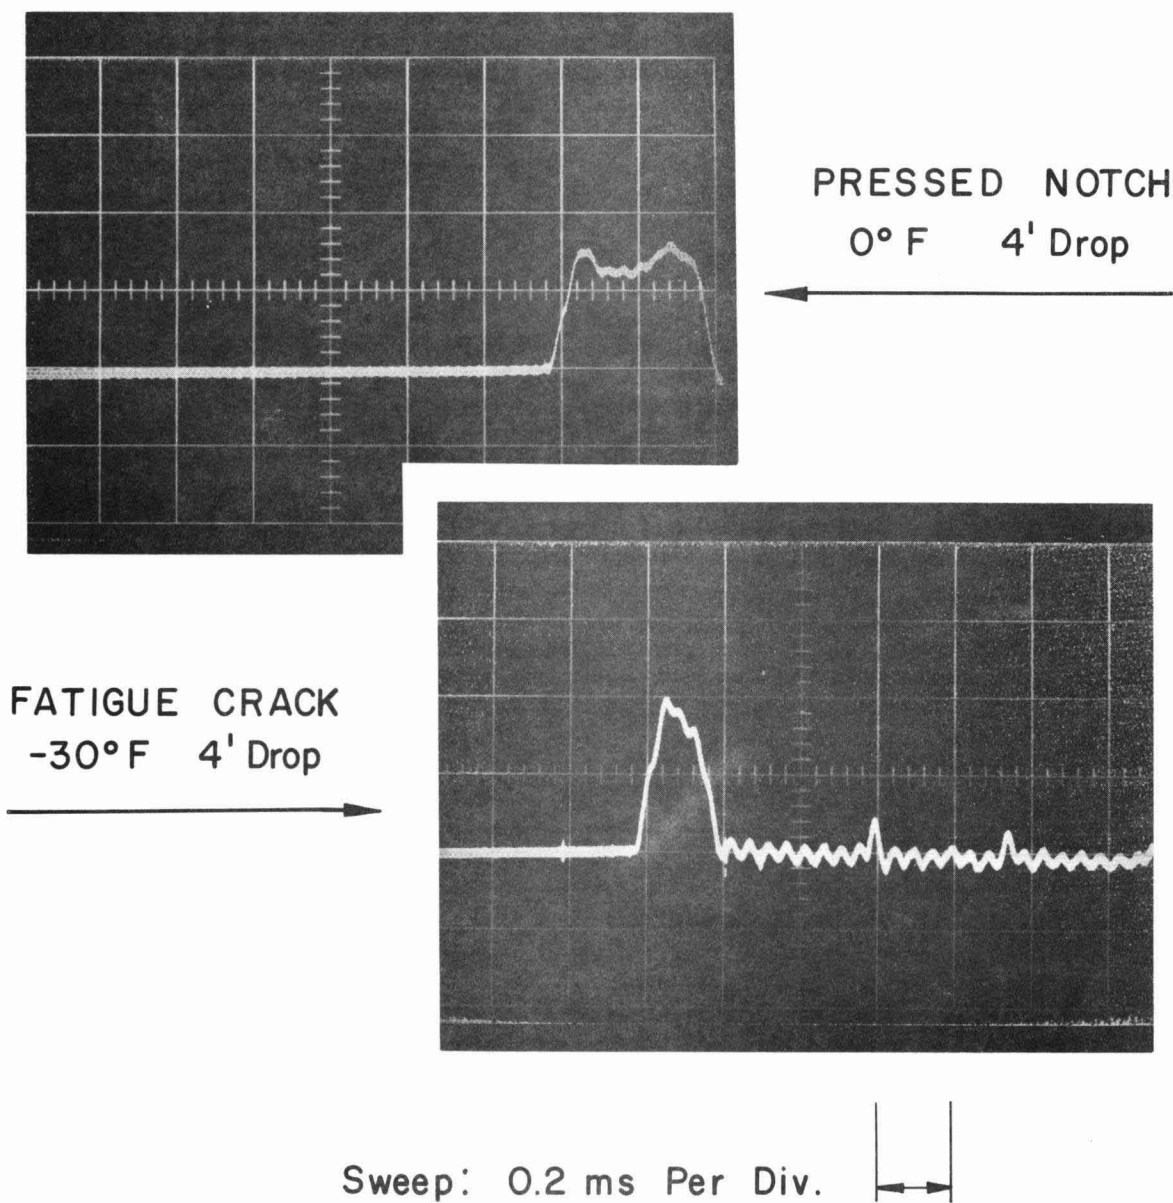 PRESSED NOTCH
0° F 4' Drop
FATIGUE CRACK
-30° F 4' Drop
Sweep: 0.2 ms Per Div.